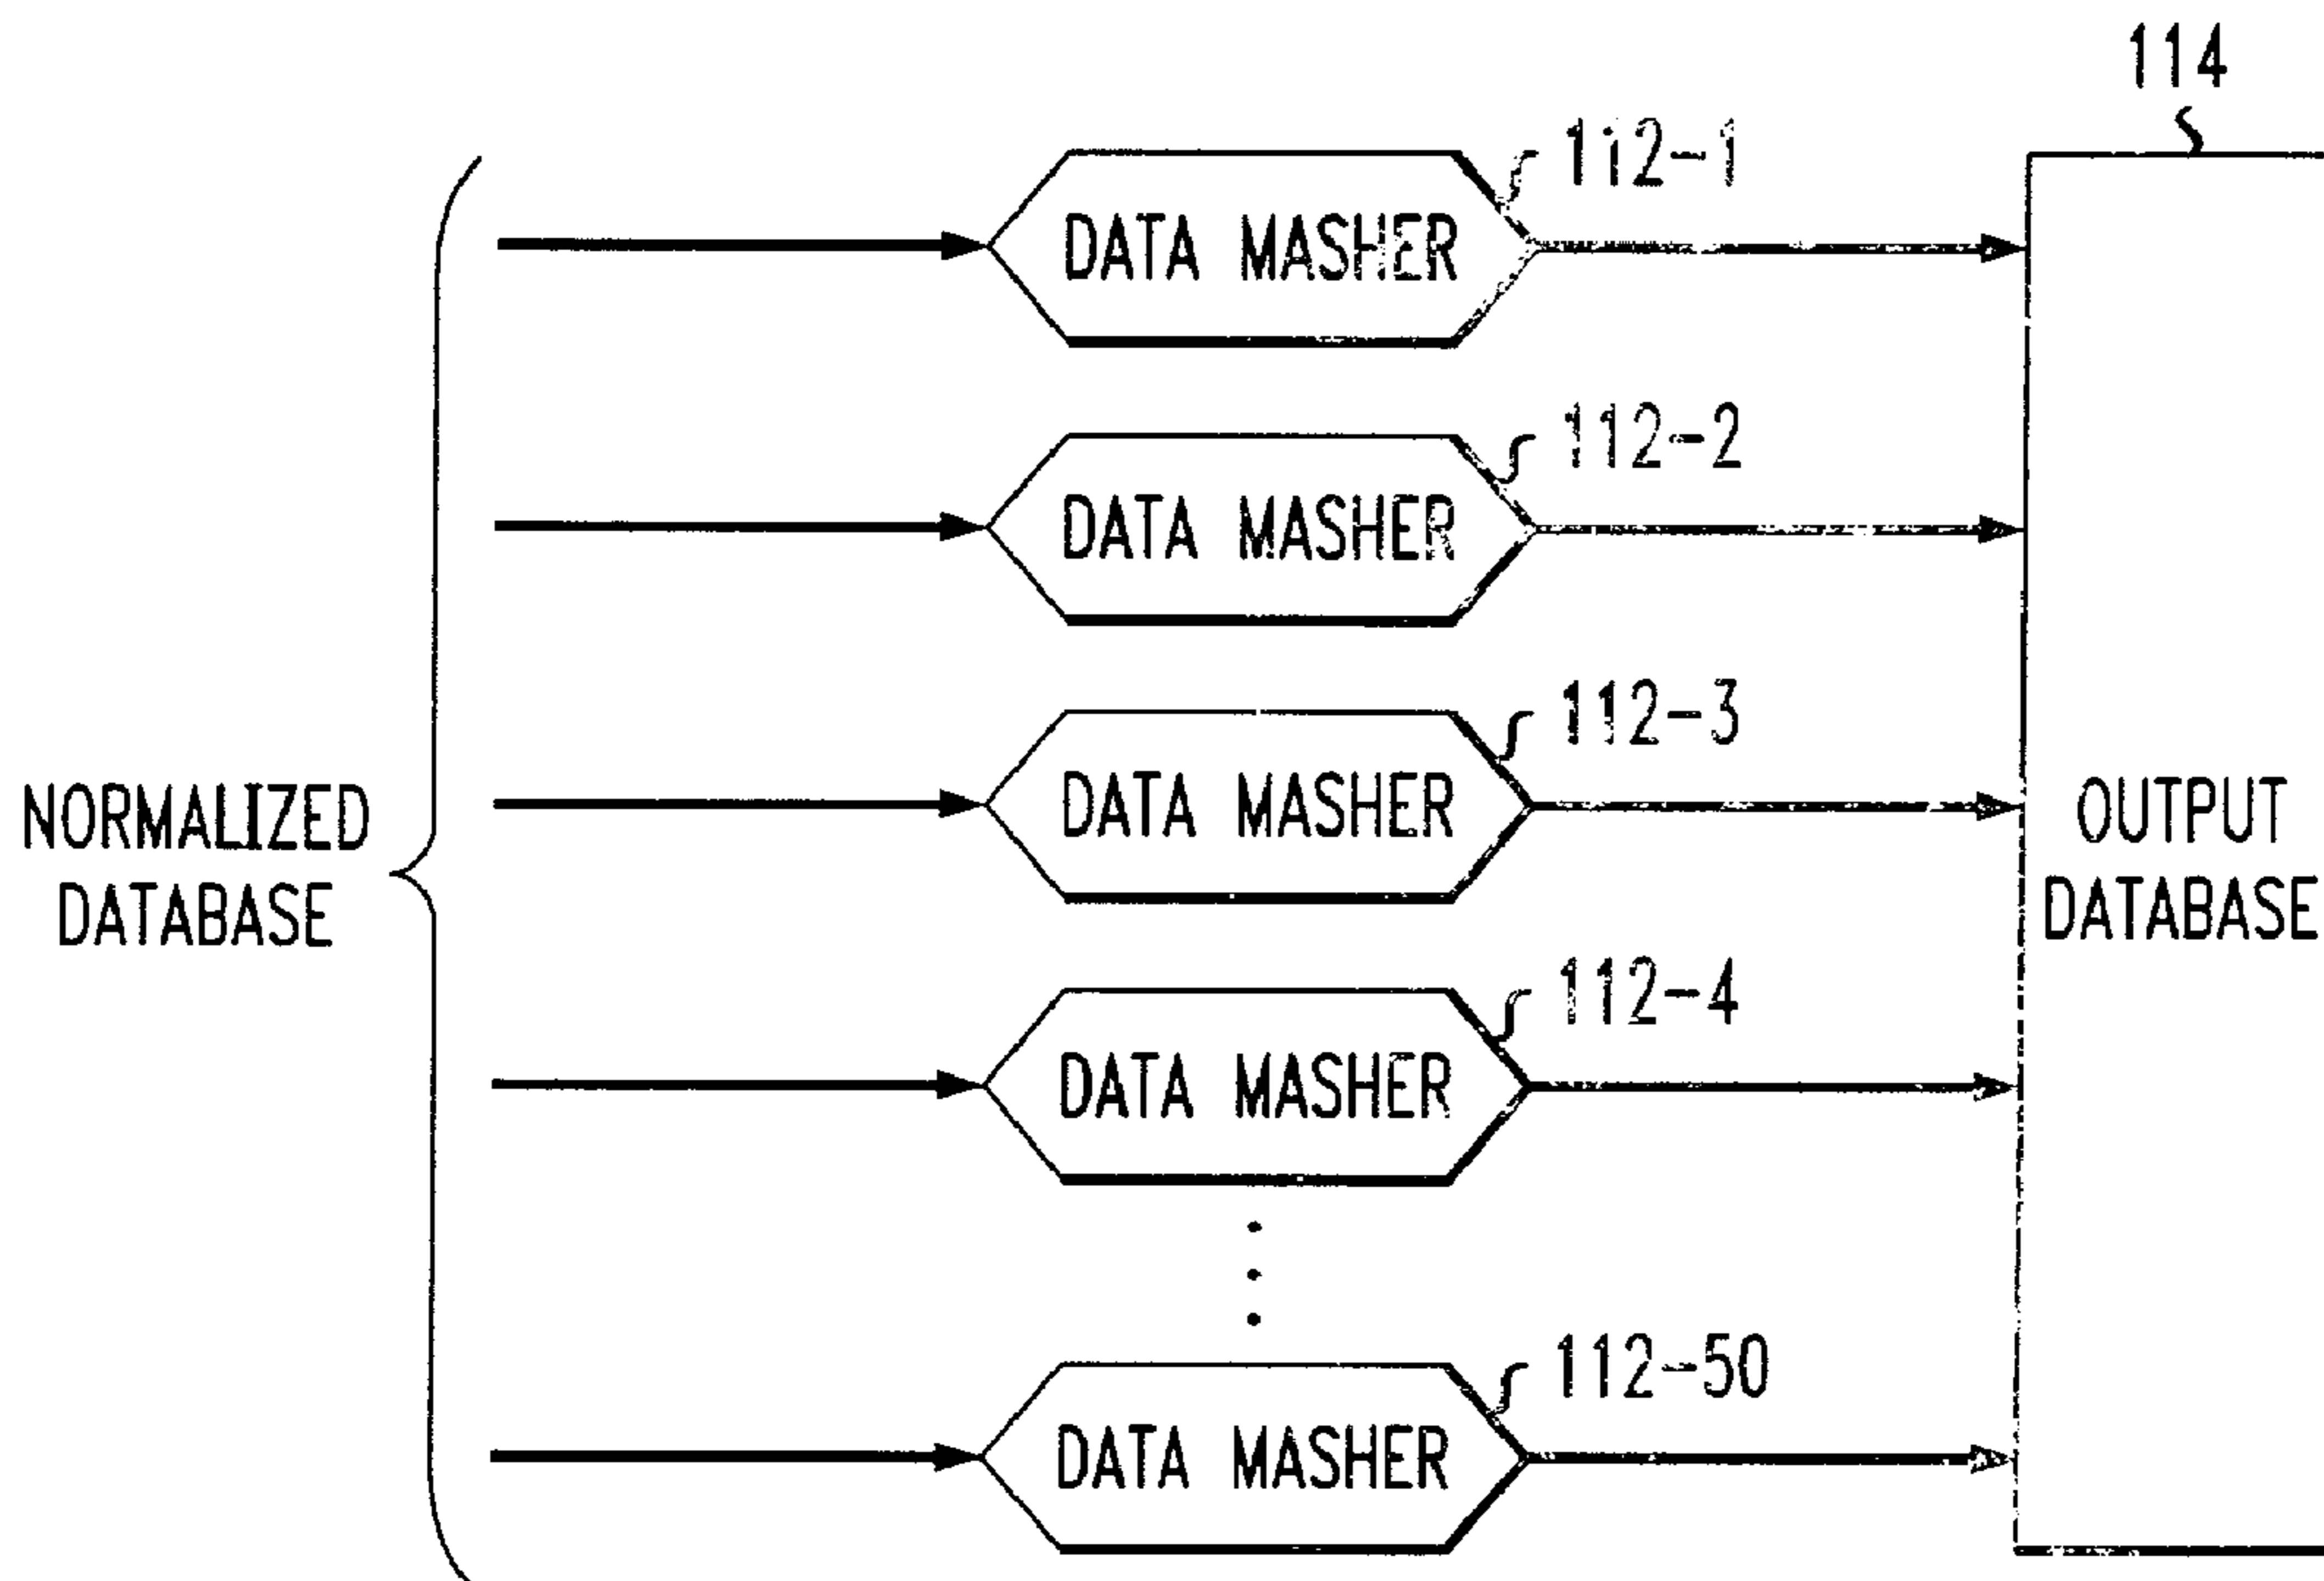 114
112-1
DATA MASHER
112-2
DATA MASHER
112-3
DATA MASHER
NORMALIZED
DATABASE
OUTPUT
DATABASE
112-4
DATA MASHER
112-50
DATA MASHER